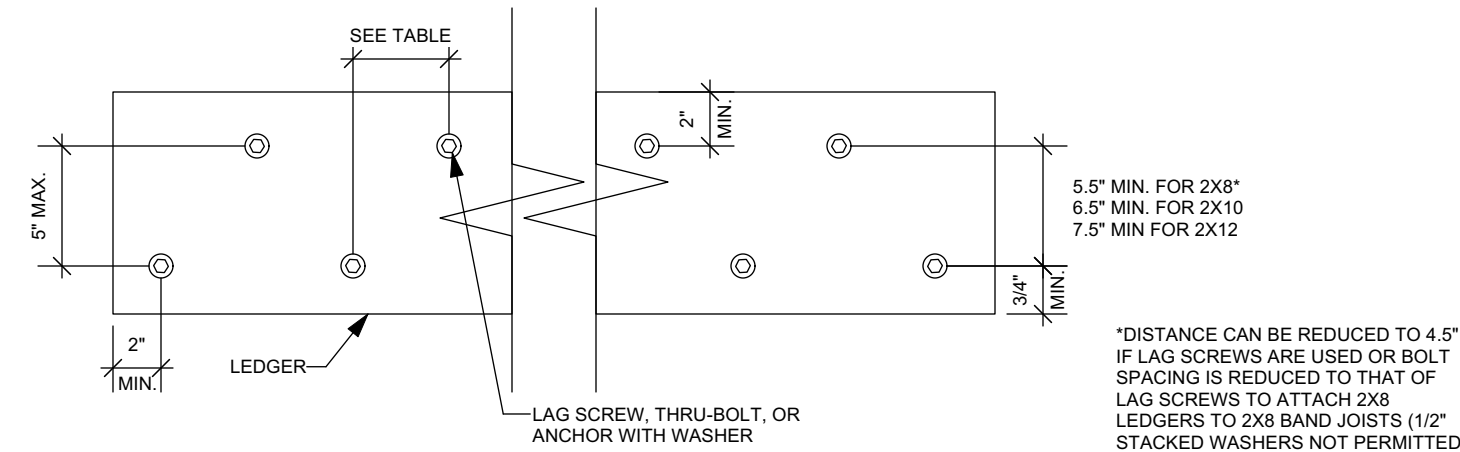 SEE TABLE
2"
MIN.
5" MAX.
5.5" MIN. FOR 2X8*
6.5" MIN. FOR 2X10
7.5" MIN FOR 2X12
3/4"
MIN.
2"
MIN.
LEDGER
LAG SCREW, THRU-BOLT, OR
ANCHOR WITH WASHER
*DISTANCE CAN BE REDUCED TO 4.5"
IF LAG SCREWS ARE USED OR BOLT
SPACING IS REDUCED TO THAT OF
LAG SCREWS TO ATTACH 2X8
LEDGERS TO 2X8 BAND JOISTS (1/2"
STACKED WASHERS NOT PERMITTED